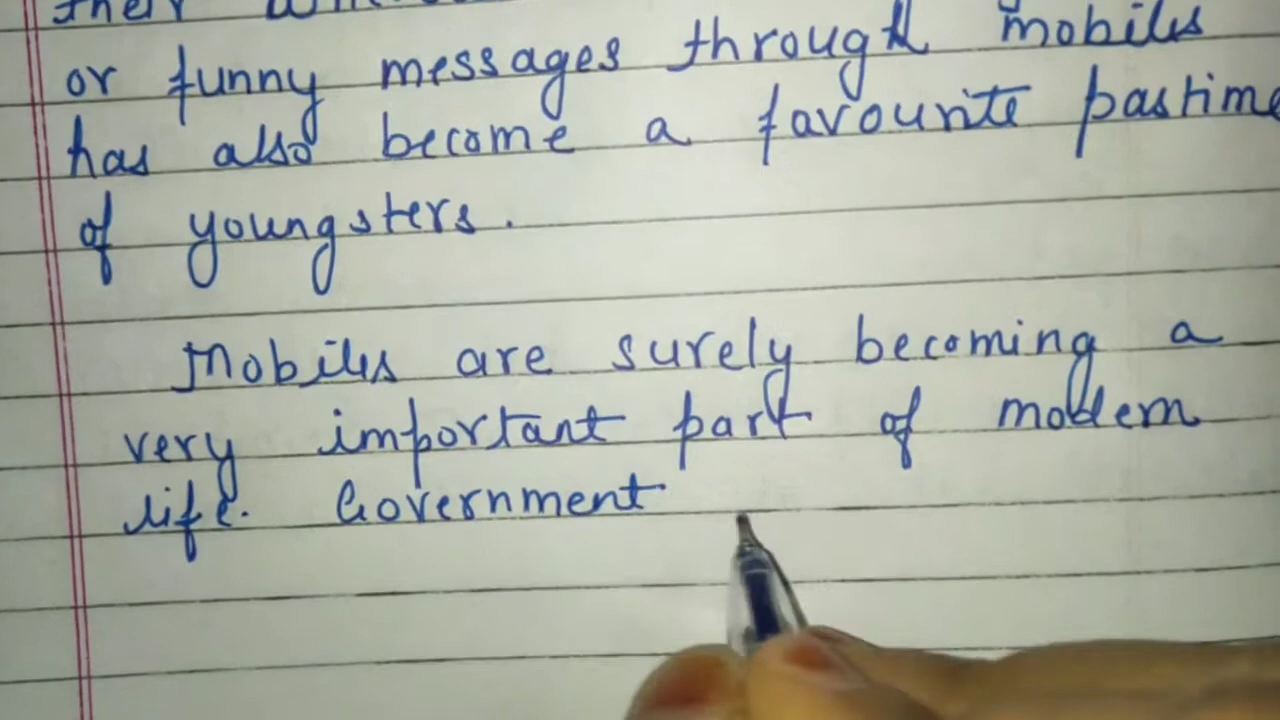 their
or funny messages through mobiles
has also become a favourite pastime
of youngsters.
Mobiles are surely becoming a
very important part of modern
life. Government